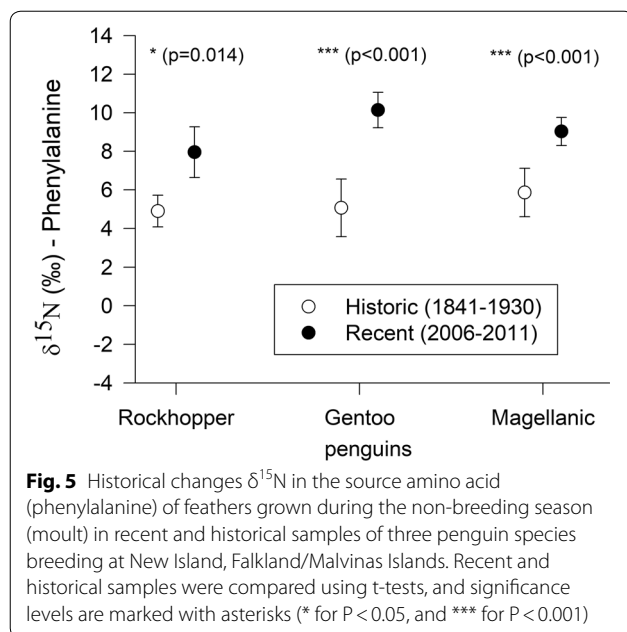 14
12
10
8
6
4
2
0
-2
-4
δ15N (‰) - Phenylalanine
* (p=0.014) *** (p<0.001) *** (p<0.001)
Historic (1841-1930)
Recent (2006-2011)
Rockhopper Gentoo Magellanic
penguins
Fig. 5 Historical changes δ15N in the source amino acid
(phenylalanine) of feathers grown during the non-breeding season
(moult) in recent and historical samples of three penguin species
breeding at New Island, Falkland/Malvinas Islands. Recent and
historical samples were compared using t-tests, and significance
levels are marked with asterisks (* for P < 0.05, and *** for P < 0.001)